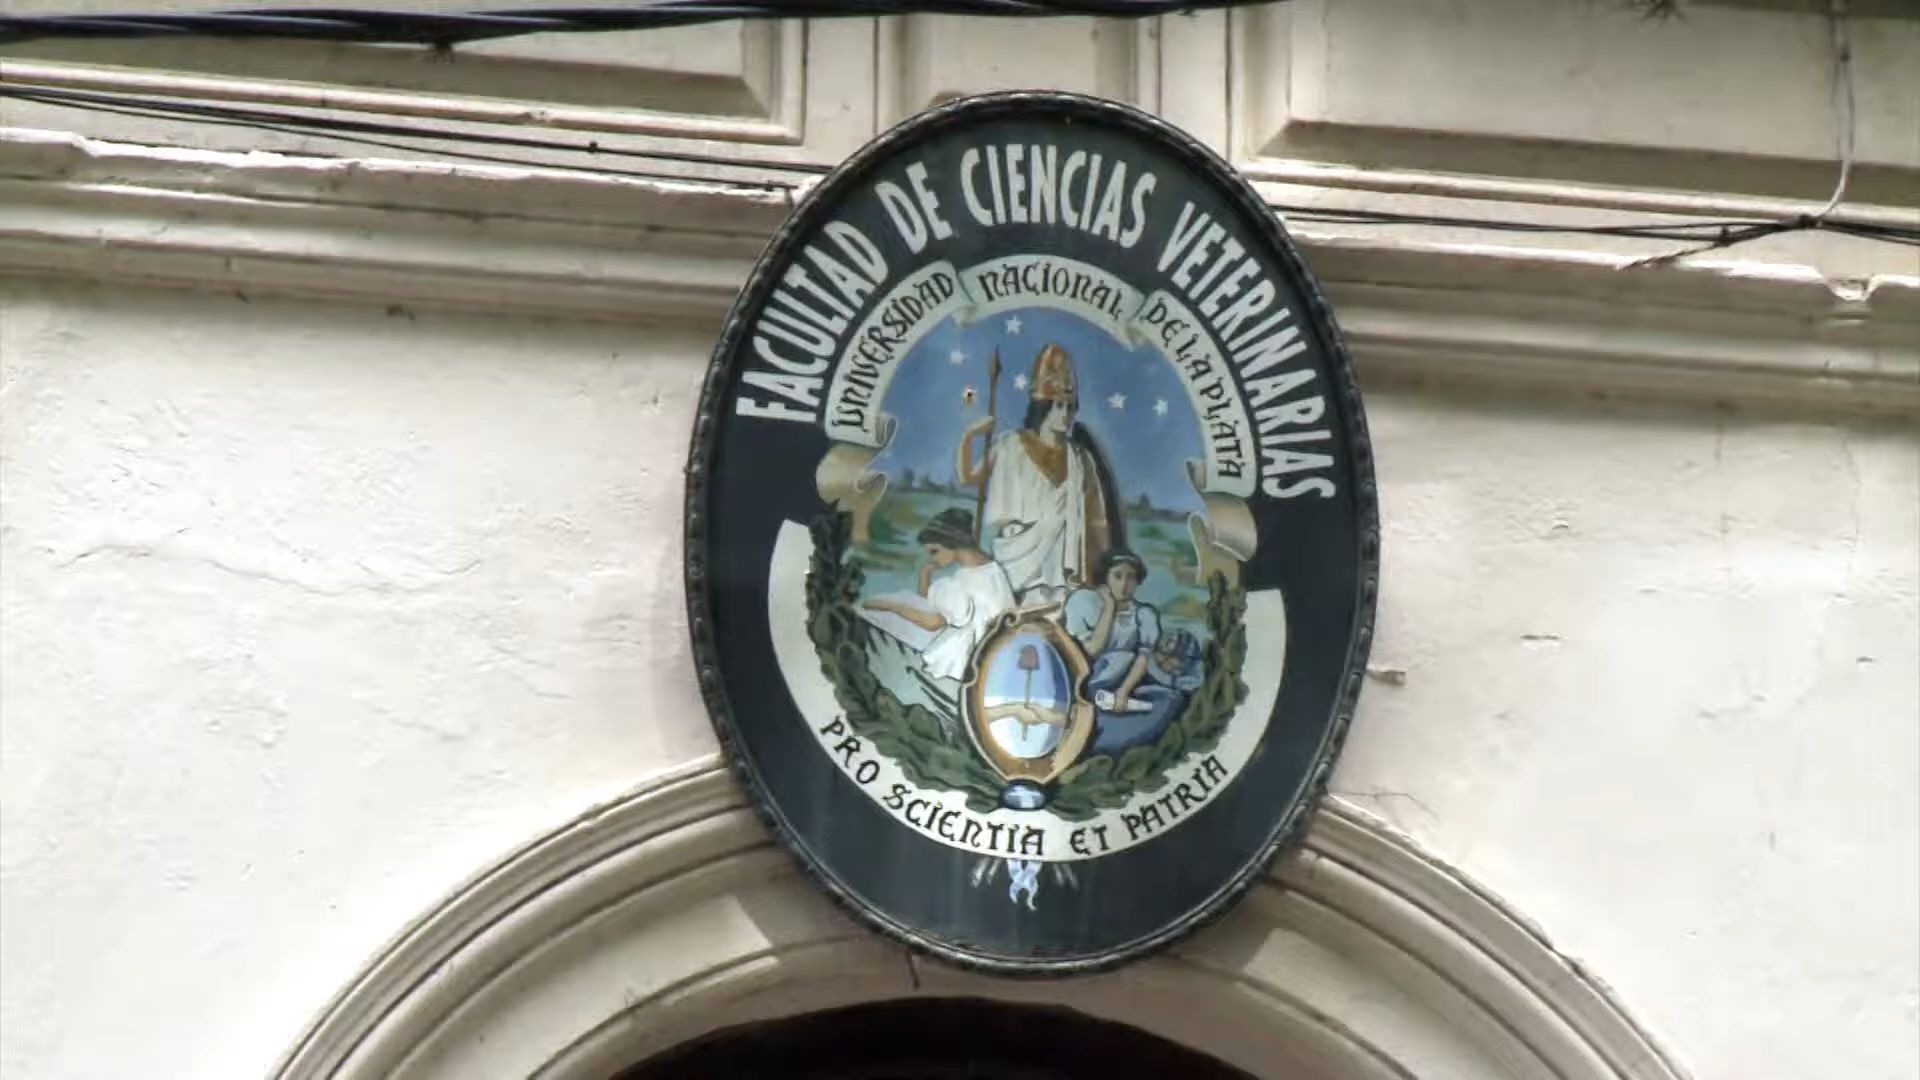 FACULTAD DE CIENCIAS VETERINARIAS
UNIVERSIDAD NACIONAL DE LA PLATA
PRO SCIENTIA ET PATRIA